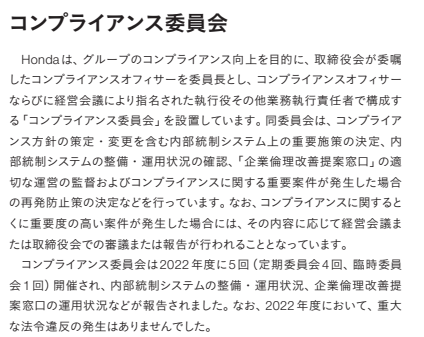 コンプライアンス委員会
Hondaは、グループのコンプライアンス向上を目的に、取締役会が委嘱
したコンプライアンスオフィサーを委員長とし、コンプライアンスオフィサー
ならびに経営会議により指名された執行役その他業務執行責任者で構成す
る「コンプライアンス委員会」を設置しています。同委員会は、コンプライア
ンス方針の策定・変更を含む内部統制システム上の重要施策の決定、内
部統制システムの整備・運用状況の確認、「企業倫理改善提案窓口」の適
切な運営の監督およびコンプライアンスに関する重要案件が発生した場合
の再発防止策の決定などを行っています。なお、コンプライアンスに関すると
くに重要度の高い案件が発生した場合には、その内容に応じて経営会議ま
たは取締役会での審議または報告が行われることとなっています。
コンプライアンス委員会は2022年度に5回（定期委員会4回、臨時委員
会1回）開催され、内部統制システムの整備・運用状況、企業倫理改善提
案窓口の運用状況などが報告されました。なお、2022年度において、重大
な法令違反の発生はありませんでした。